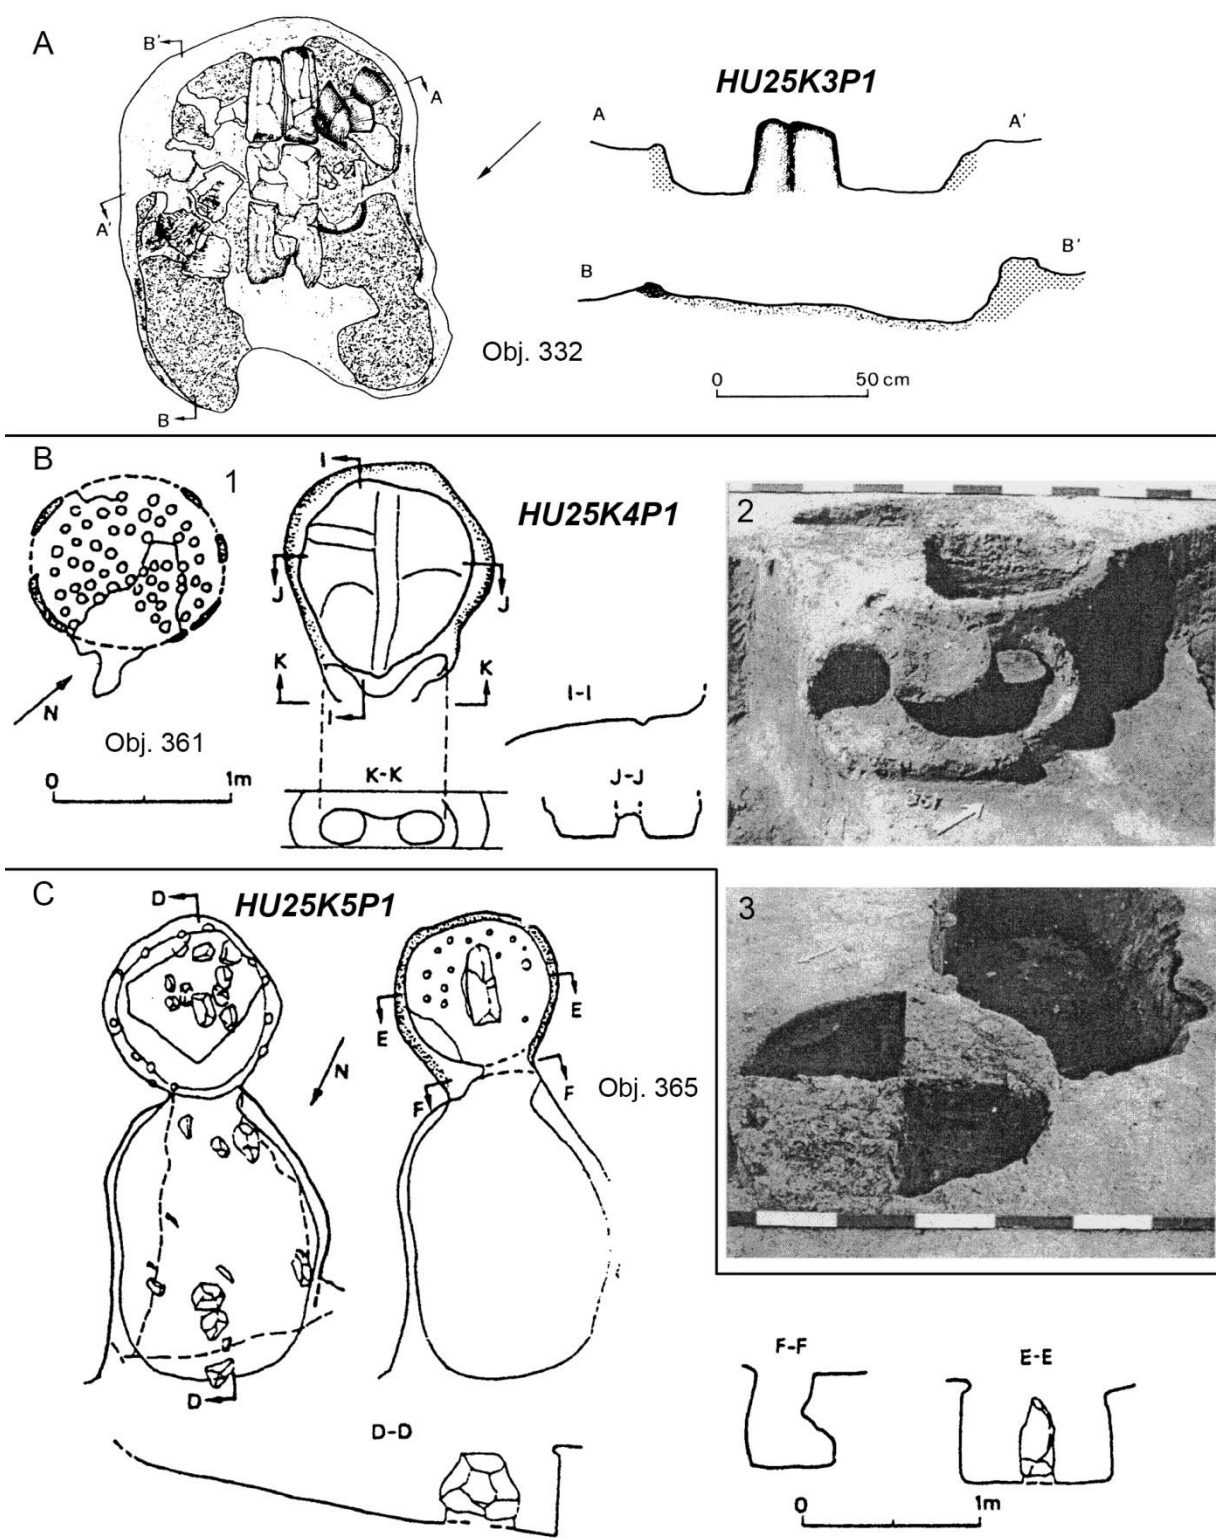 A
B'
A
A'
B
Obj. 332
HU25K3P1
A
A'
B
B'
0
50 cm
B
1
N
Obj. 361
0
1m
I
J
J
K
K
I
K-K
HU25K4P1
I-I
J-J
2
361
C
D
HU25K5P1
N
D
E
E
F
F
Obj. 365
3
D-D
F-F
E-E
0
1m